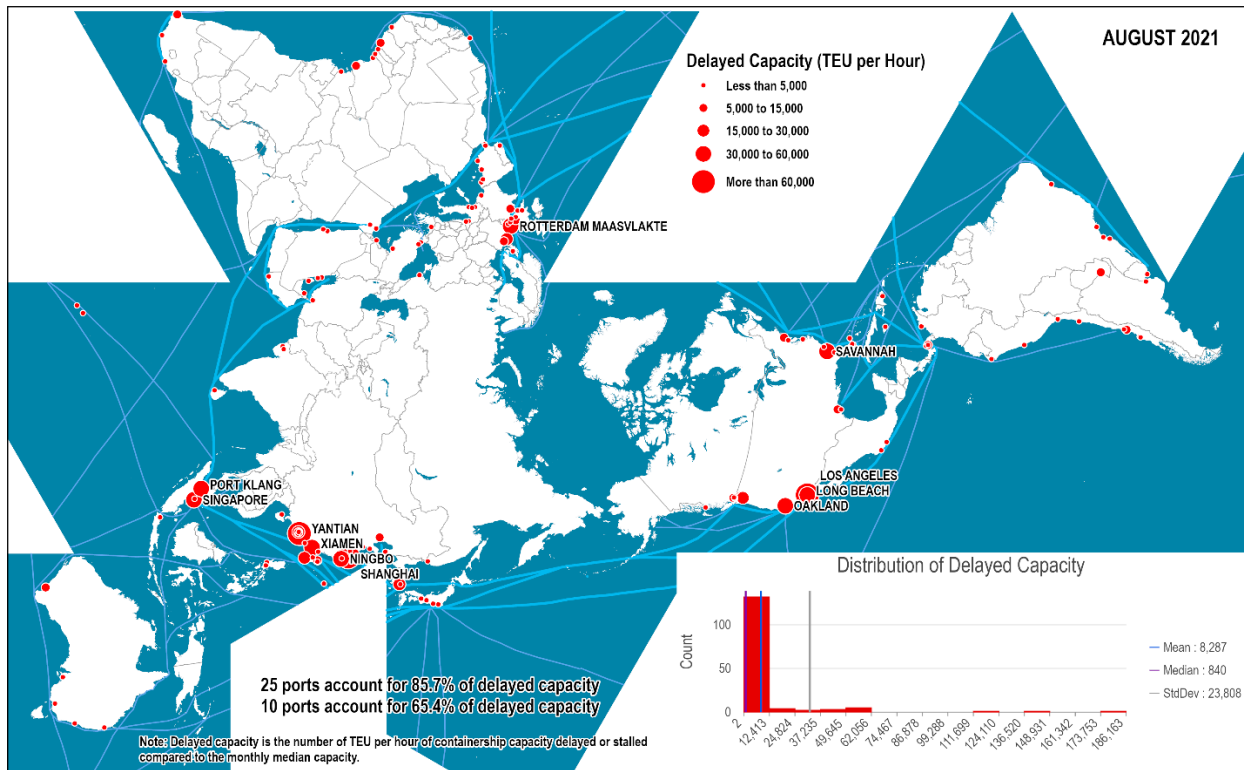 AUGUST 2021
Delayed Capacity (TEU per Hour)
Less than 5,000
5,000 to 15,000
15,000 to 30,000
30,000 to 60,000
More than 60,000
ROTTERDAM MAASVLAKTE
SAVANNAH
LOS ANGELES
LONG BEACH
OAKLAND
PORT KLANG
SINGAPORE
YANTIAN
XIAMEN
NINGBO
SHANGHAI
25 ports account for 85.7% of delayed capacity
10 ports account for 65.4% of delayed capacity
Note: Delayed capacity is the number of TEU per hour of containership capacity delayed or stalled
compared to the monthly median capacity.
Distribution of Delayed Capacity
Count
100
50
0
2
12,413
24,824
37,235
49,645
62,056
74,467
86,878
99,288
111,699
124,110
136,520
148,931
161,342
173,753
186,163
Mean : 8,287
Median : 840
StdDev : 23,808